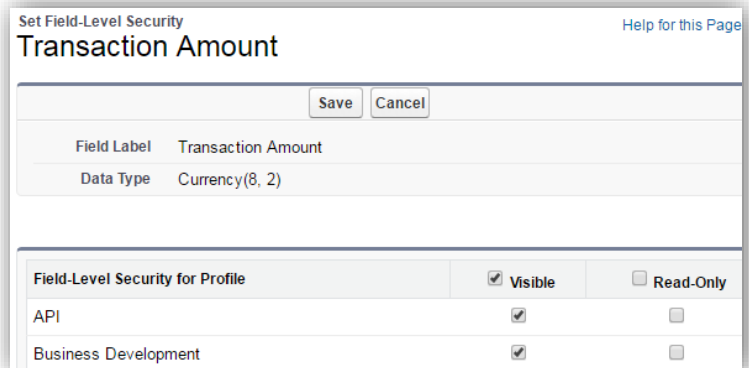 Set Field-Level Security
Help for this Page
Transaction Amount
Save Cancel
Field Label Transaction Amount
Data Type Currency(8, 2)
Field-Level Security for Profile Visible Read-Only
API
Business Development